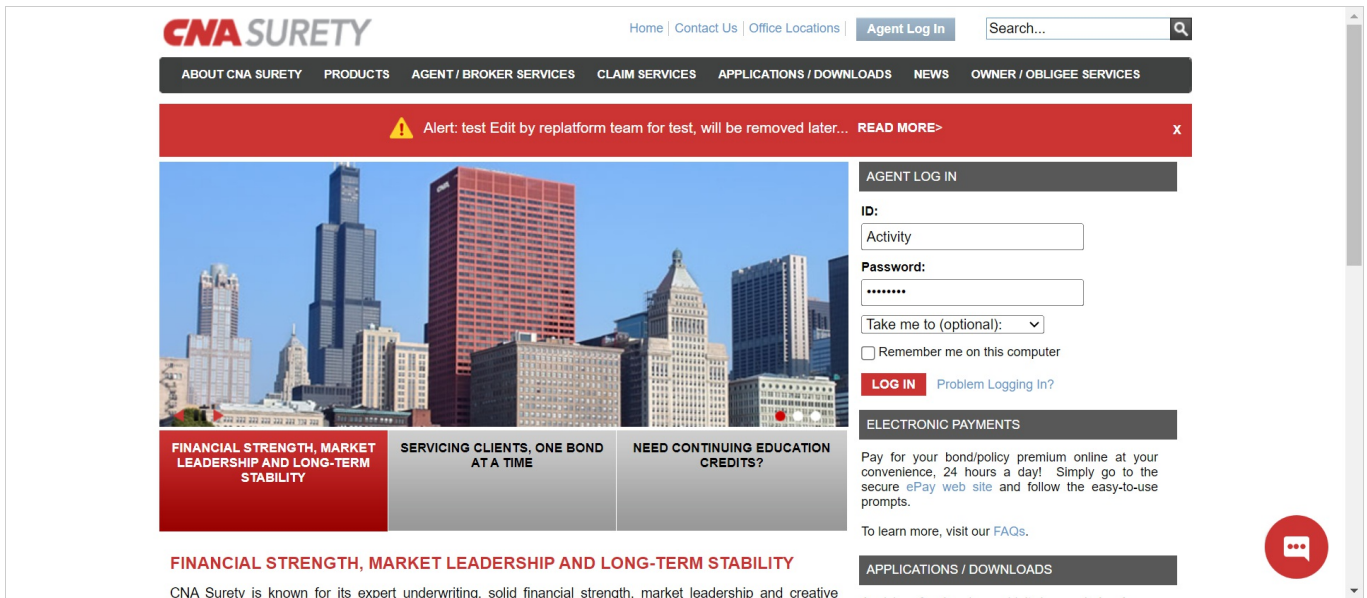 CNA SURETY
Home | Contact Us | Office Locations |
Agent Log In
Search...
ABOUT CNA SURETY PRODUCTS AGENT / BROKER SERVICES CLAIM SERVICES APPLICATIONS / DOWNLOADS NEWS OWNER / OBLIGEE SERVICES
Alert: test Edit by replatform team for test, will be removed later... READ MORE>
X
CNA
FINANCIAL STRENGTH, MARKET
LEADERSHIP AND LONG-TERM
STABILITY
SERVICING CLIENTS, ONE BOND
AT A TIME
NEED CONTINUING EDUCATION
CREDITS?
FINANCIAL STRENGTH, MARKET LEADERSHIP AND LONG-TERM STABILITY
CNA Surety is known for its expert underwriting, solid financial strength, market leadership and creative
AGENT LOG IN
ID:
Activity
Password:
••••••••
Take me to (optional):
Remember me on this computer
LOG IN
Problem Logging In?
ELECTRONIC PAYMENTS
Pay for your bond/policy premium online at your
convenience, 24 hours a day! Simply go to the
secure ePay web site and follow the easy-to-use
prompts.
To learn more, visit our FAQs.
APPLICATIONS / DOWNLOADS